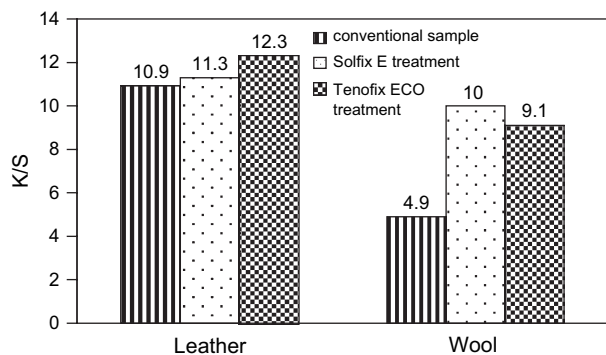 14
12
10
8
6
4
2
0
K/S
10.9
11.3
12.3
4.9
10
9.1
conventional sample
Solfix E treatment
Tenofix ECO
treatment
Leather
Wool